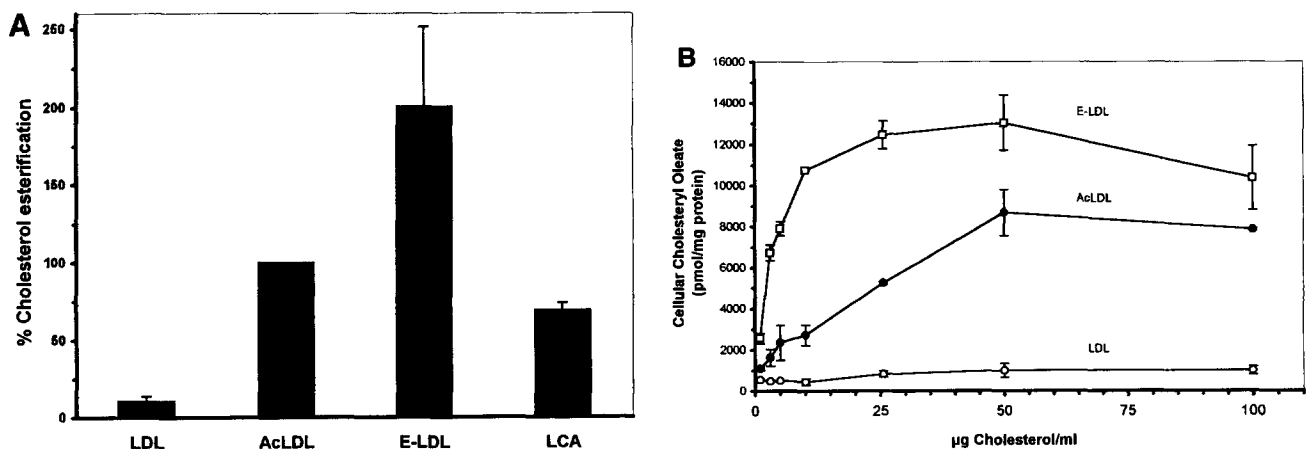 A
% Cholesterol esterification
250
200
150
100
50
0
LDL
AcLDL
E-LDL
LCA
B
Cellular Cholesteryl Oleate
(pmol/mg protein)
16000
14000
12000
10000
8000
6000
4000
2000
0
E-LDL
AcLDL
LDL
0
25
50
75
100
µg Cholesterol/ml